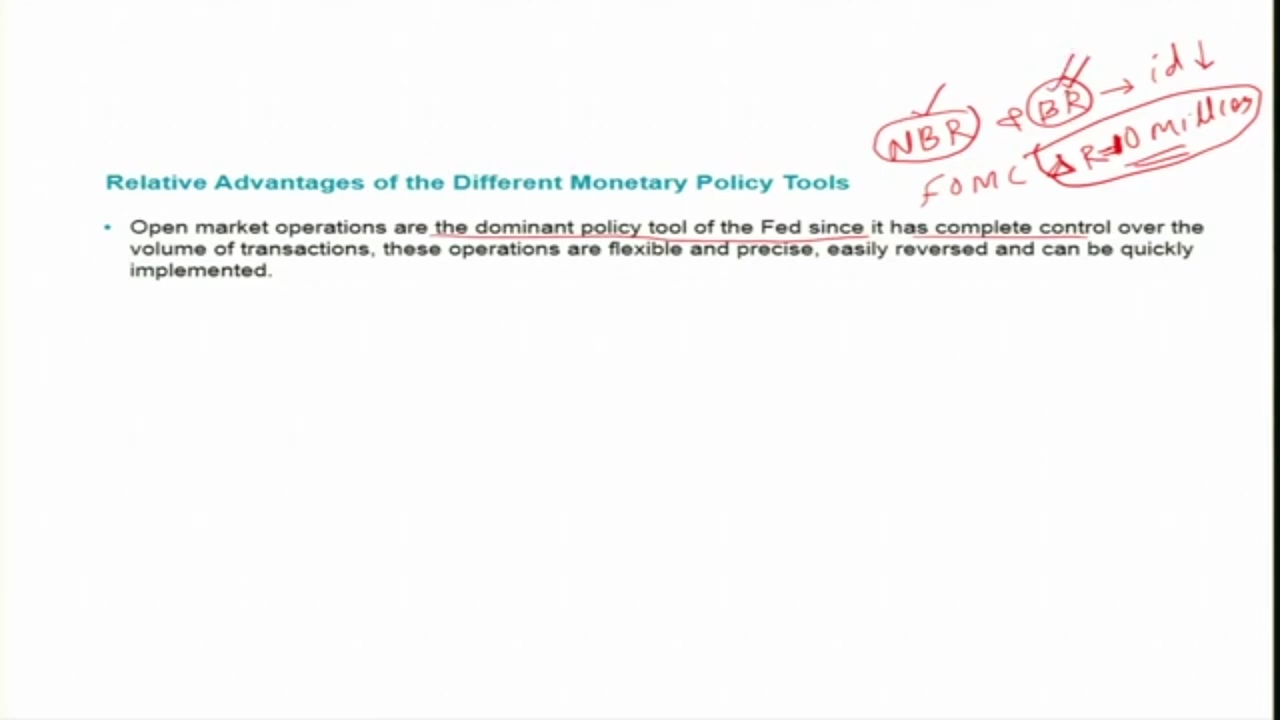 NBR & BR → id ↓
FOMC Δ R=10 million
Relative Advantages of the Different Monetary Policy Tools
• Open market operations are the dominant policy tool of the Fed since it has complete control over the
volume of transactions, these operations are flexible and precise, easily reversed and can be quickly
implemented.